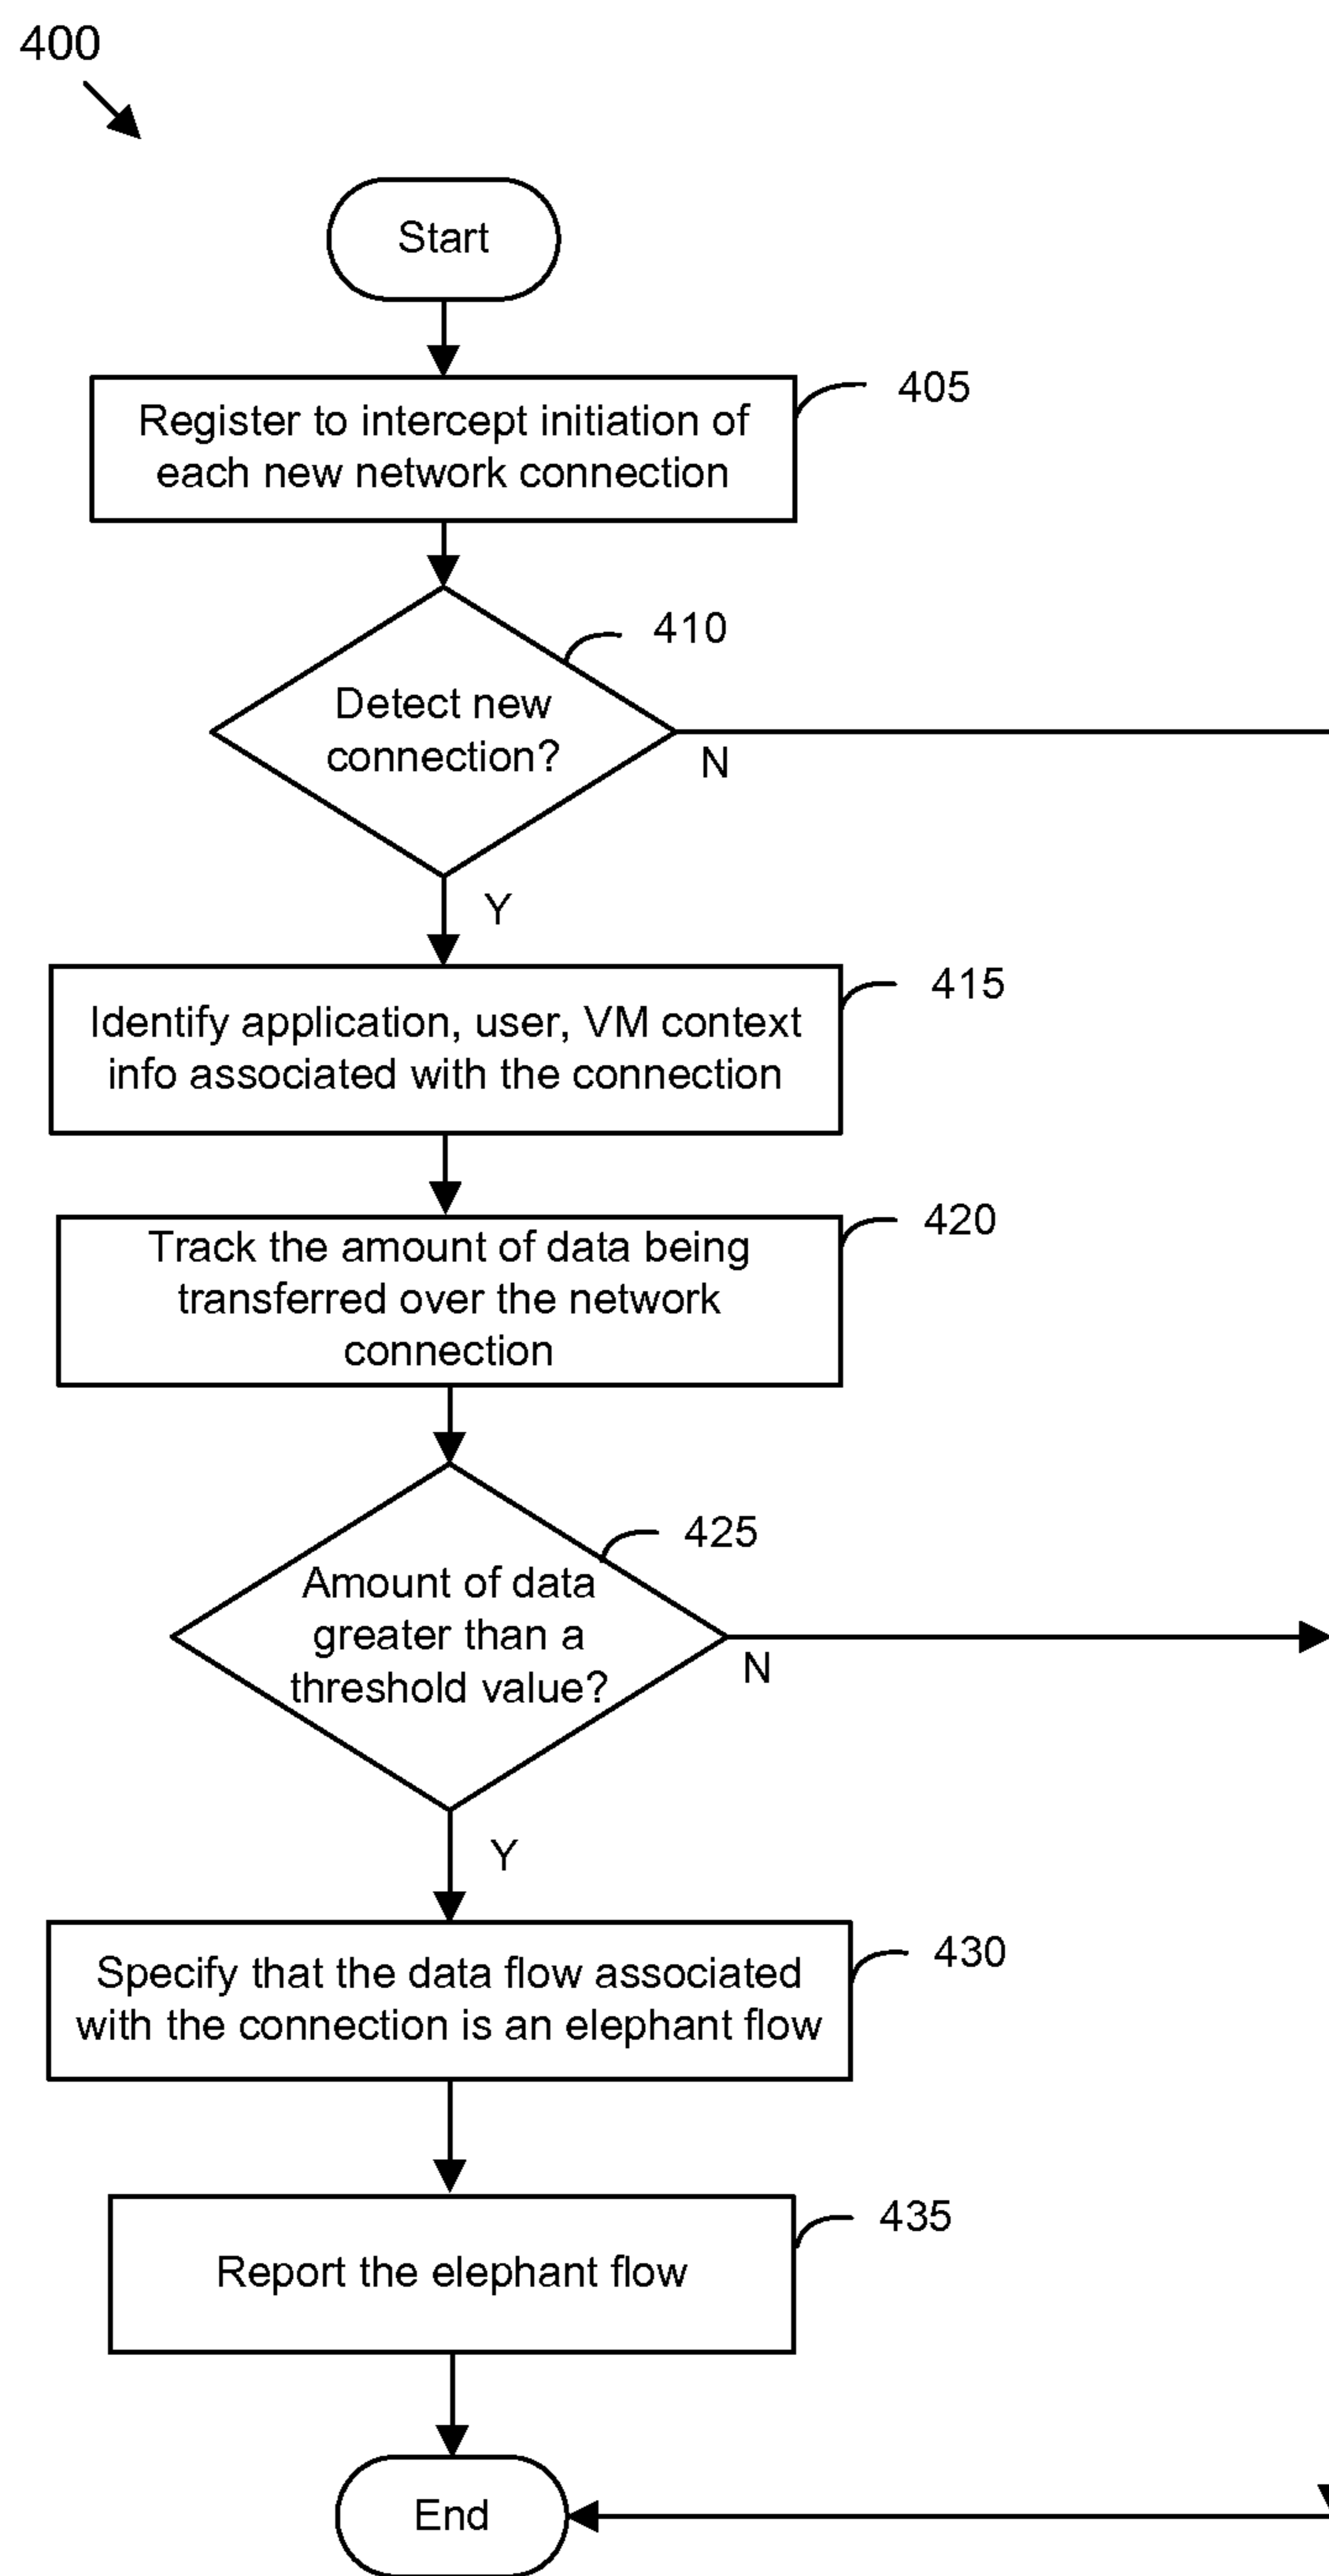 400
Start
405
Register to intercept initiation of
each new network connection
410
Detect new
connection?
N
Y
415
Identify application, user, VM context
info associated with the connection
420
Track the amount of data being
transferred over the network
connection
425
Amount of data
greater than a
threshold value?
N
Y
430
Specify that the data flow associated
with the connection is an elephant flow
435
Report the elephant flow
End